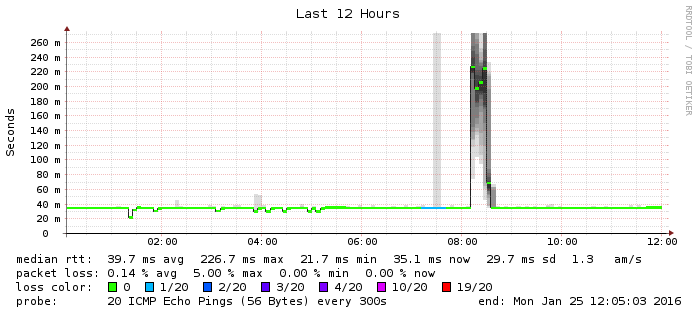 Last 12 Hours
RRDTOOL / TOBI OETIKER
Seconds
260 m
240 m
220 m
200 m
180 m
160 m
140 m
120 m
100 m
80 m
60 m
40 m
20 m
0
02:00 04:00 06:00 08:00 10:00 12:00
median rtt: 39.7 ms avg 226.7 ms max 21.7 ms min 35.1 ms now 29.7 ms sd 1.3 am/s
packet loss: 0.14 % avg 5.00 % max 0.00 % min 0.00 % now
loss color: 0 1/20 2/20 3/20 4/20 10/20 19/20
probe: 20 ICMP Echo Pings (56 Bytes) every 300s end: Mon Jan 25 12:05:03 2016